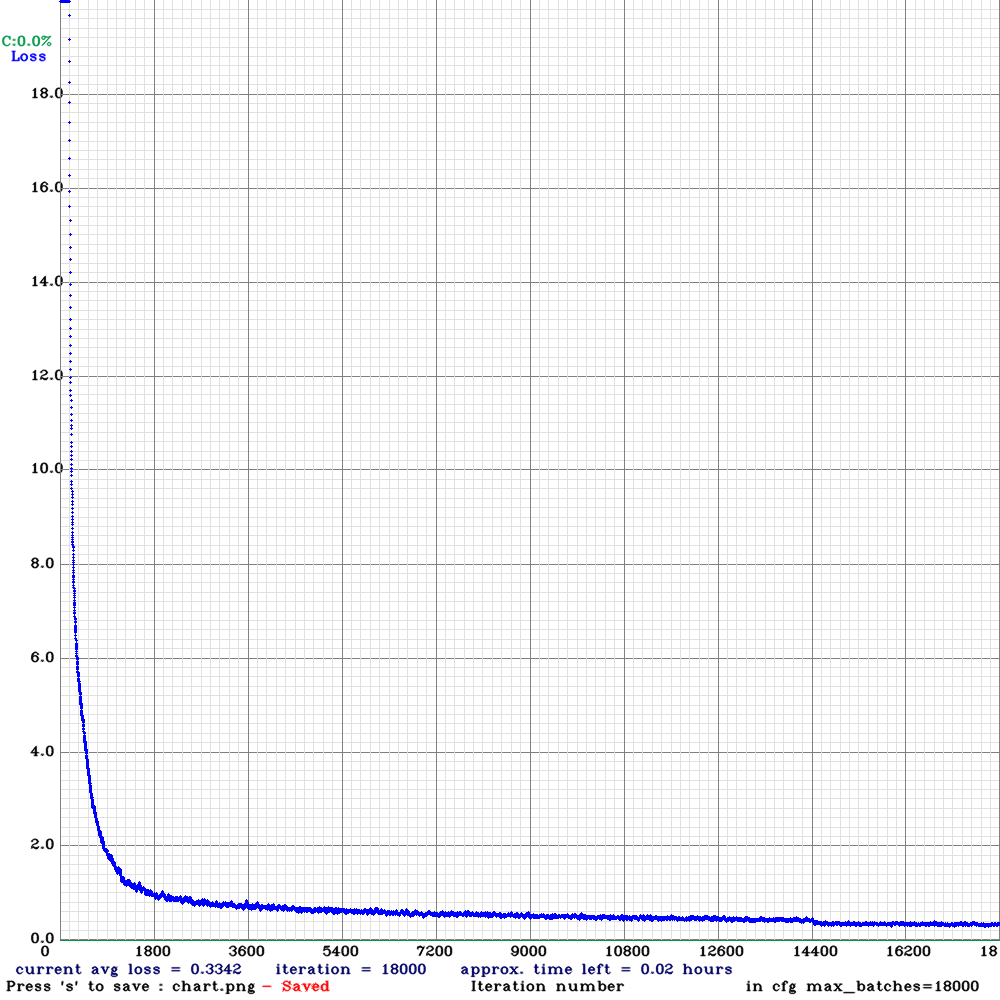 C:0.0%
Loss
18.0
16.0
14.0
12.0
10.0
8.0
6.0
4.0
2.0
0.0
0 1800 3600 5400 7200 9000 10800 12600 14400 16200 18
current avg loss = 0.3342 iteration = 18000 approx. time left = 0.02 hours
Press 's' to save : chart.png - Saved Iteration number in cfg max_batches=18000